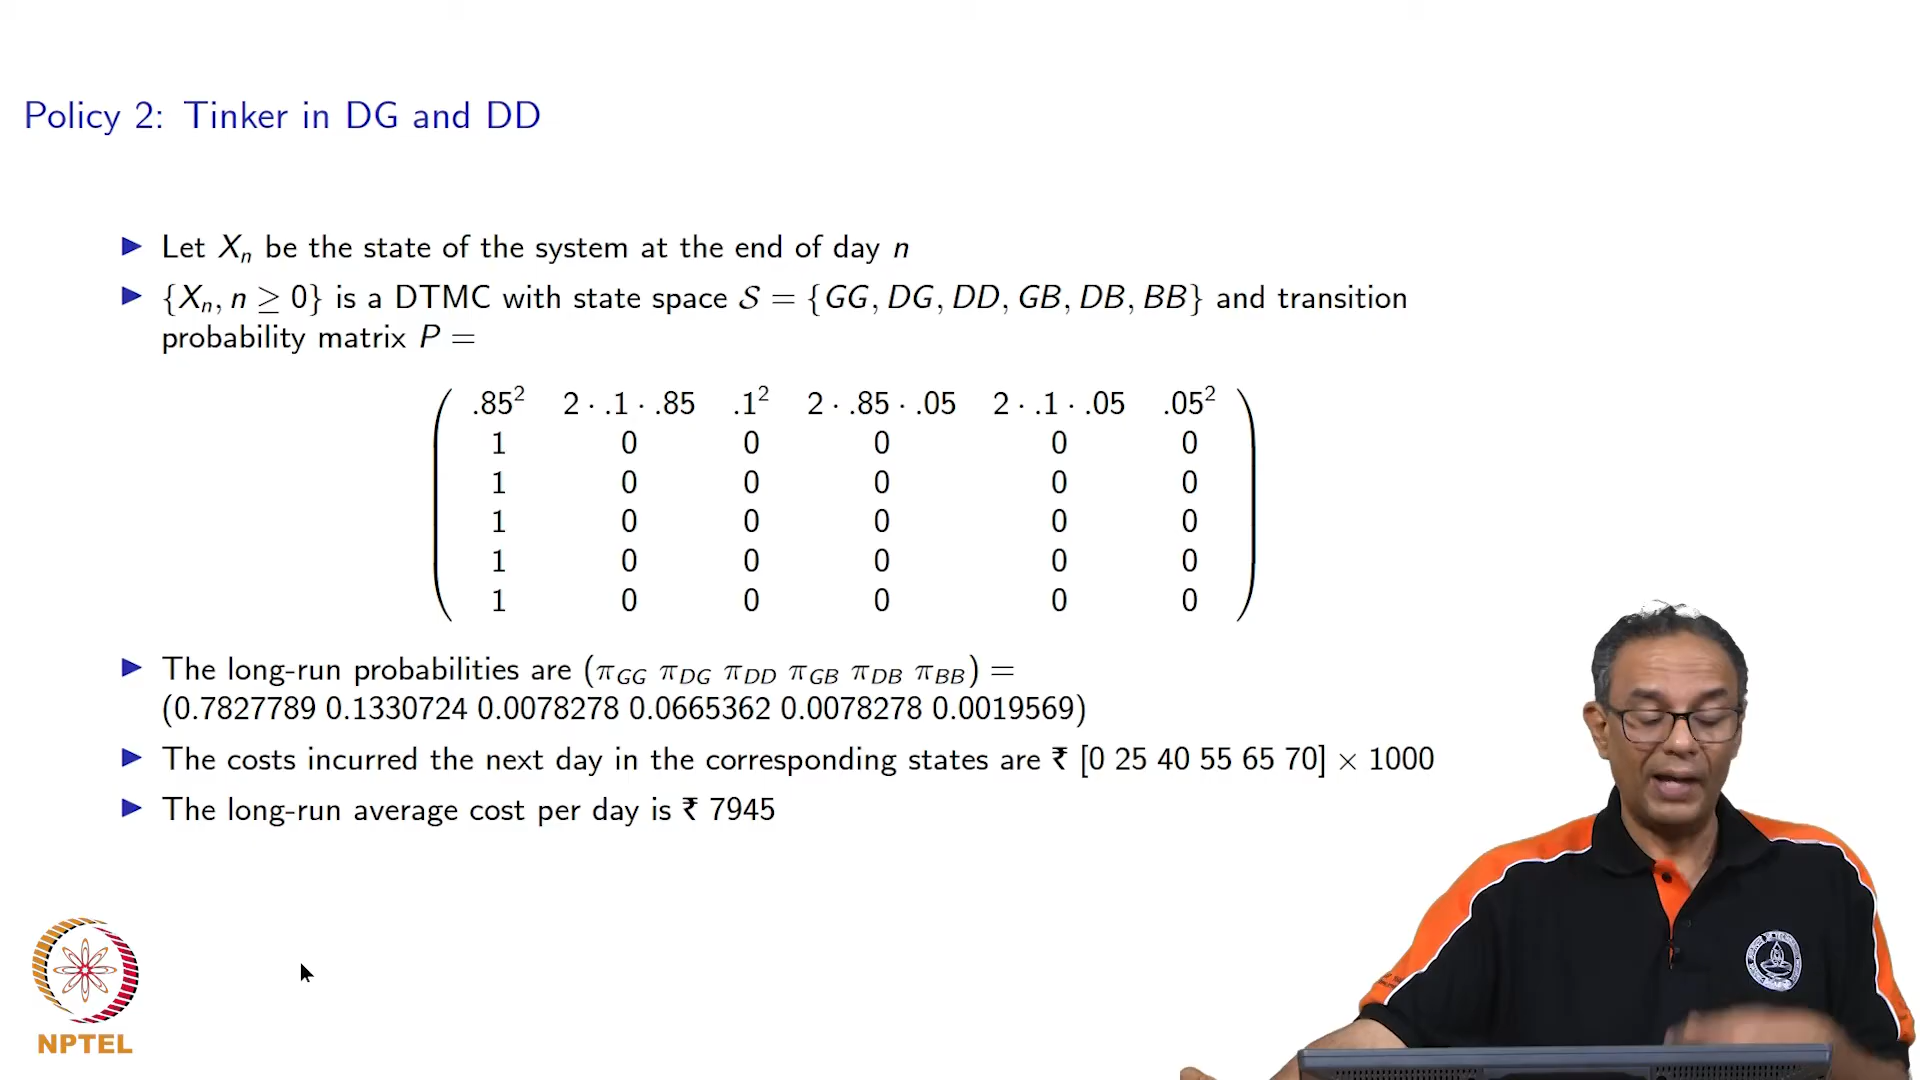 Policy 2: Tinker in DG and DD
▶ Let Xₙ be the state of the system at the end of day n
▶ {Xₙ, n ≥ 0} is a DTMC with state space 𝒮 = {GG, DG, DD, GB, DB, BB} and transition
probability matrix P =
.85² 2 · .1 · .85 .1² 2 · .85 · .05 2 · .1 · .05 .05²
1 0 0 0 0 0
1 0 0 0 0 0
1 0 0 0 0 0
1 0 0 0 0 0
1 0 0 0 0 0
▶ The long-run probabilities are (π_GG π_DG π_DD π_GB π_DB π_BB) =
(0.7827789 0.1330724 0.0078278 0.0665362 0.0078278 0.0019569)
▶ The costs incurred the next day in the corresponding states are ₹ [0 25 40 55 65 70] × 1000
▶ The long-run average cost per day is ₹ 7945
NPTEL